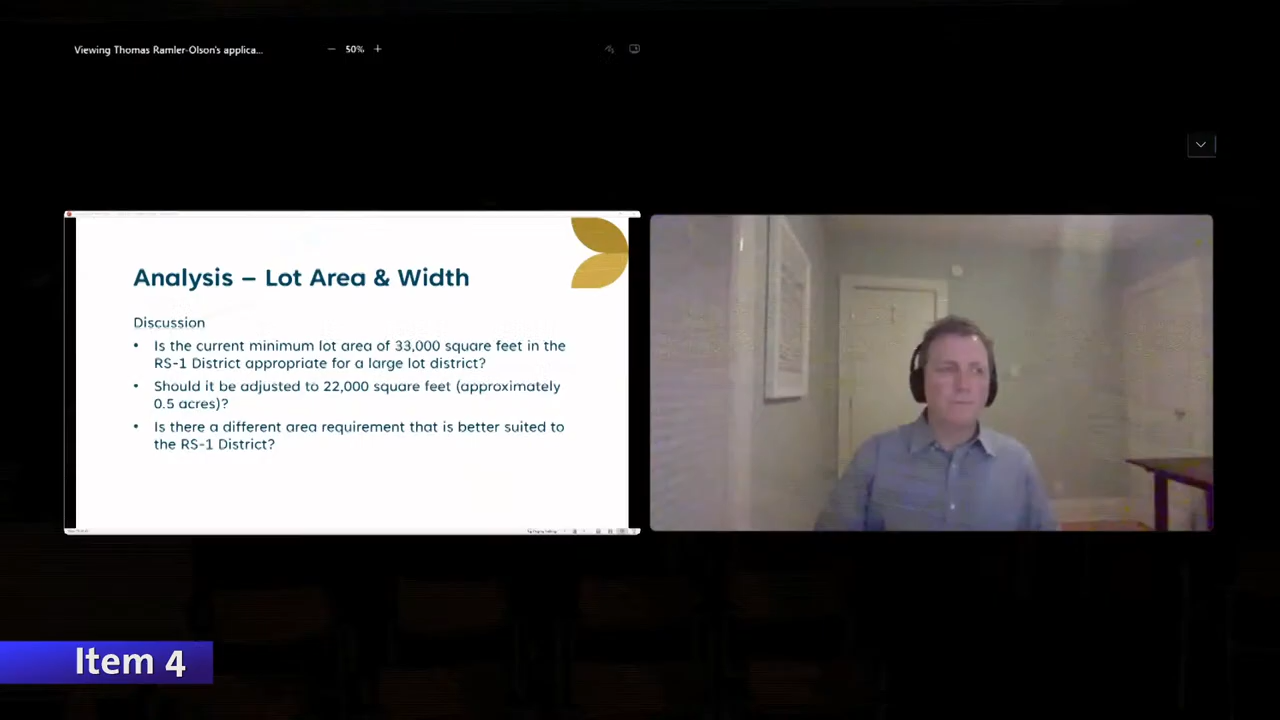 Viewing Thomas Ramler-Olson's applica...
50%
Analysis – Lot Area & Width
Discussion
• Is the current minimum lot area of 33,000 square feet in the
RS-1 District appropriate for a large lot district?
• Should it be adjusted to 22,000 square feet (approximately
0.5 acres)?
• Is there a different area requirement that is better suited to
the RS-1 District?
Item 4